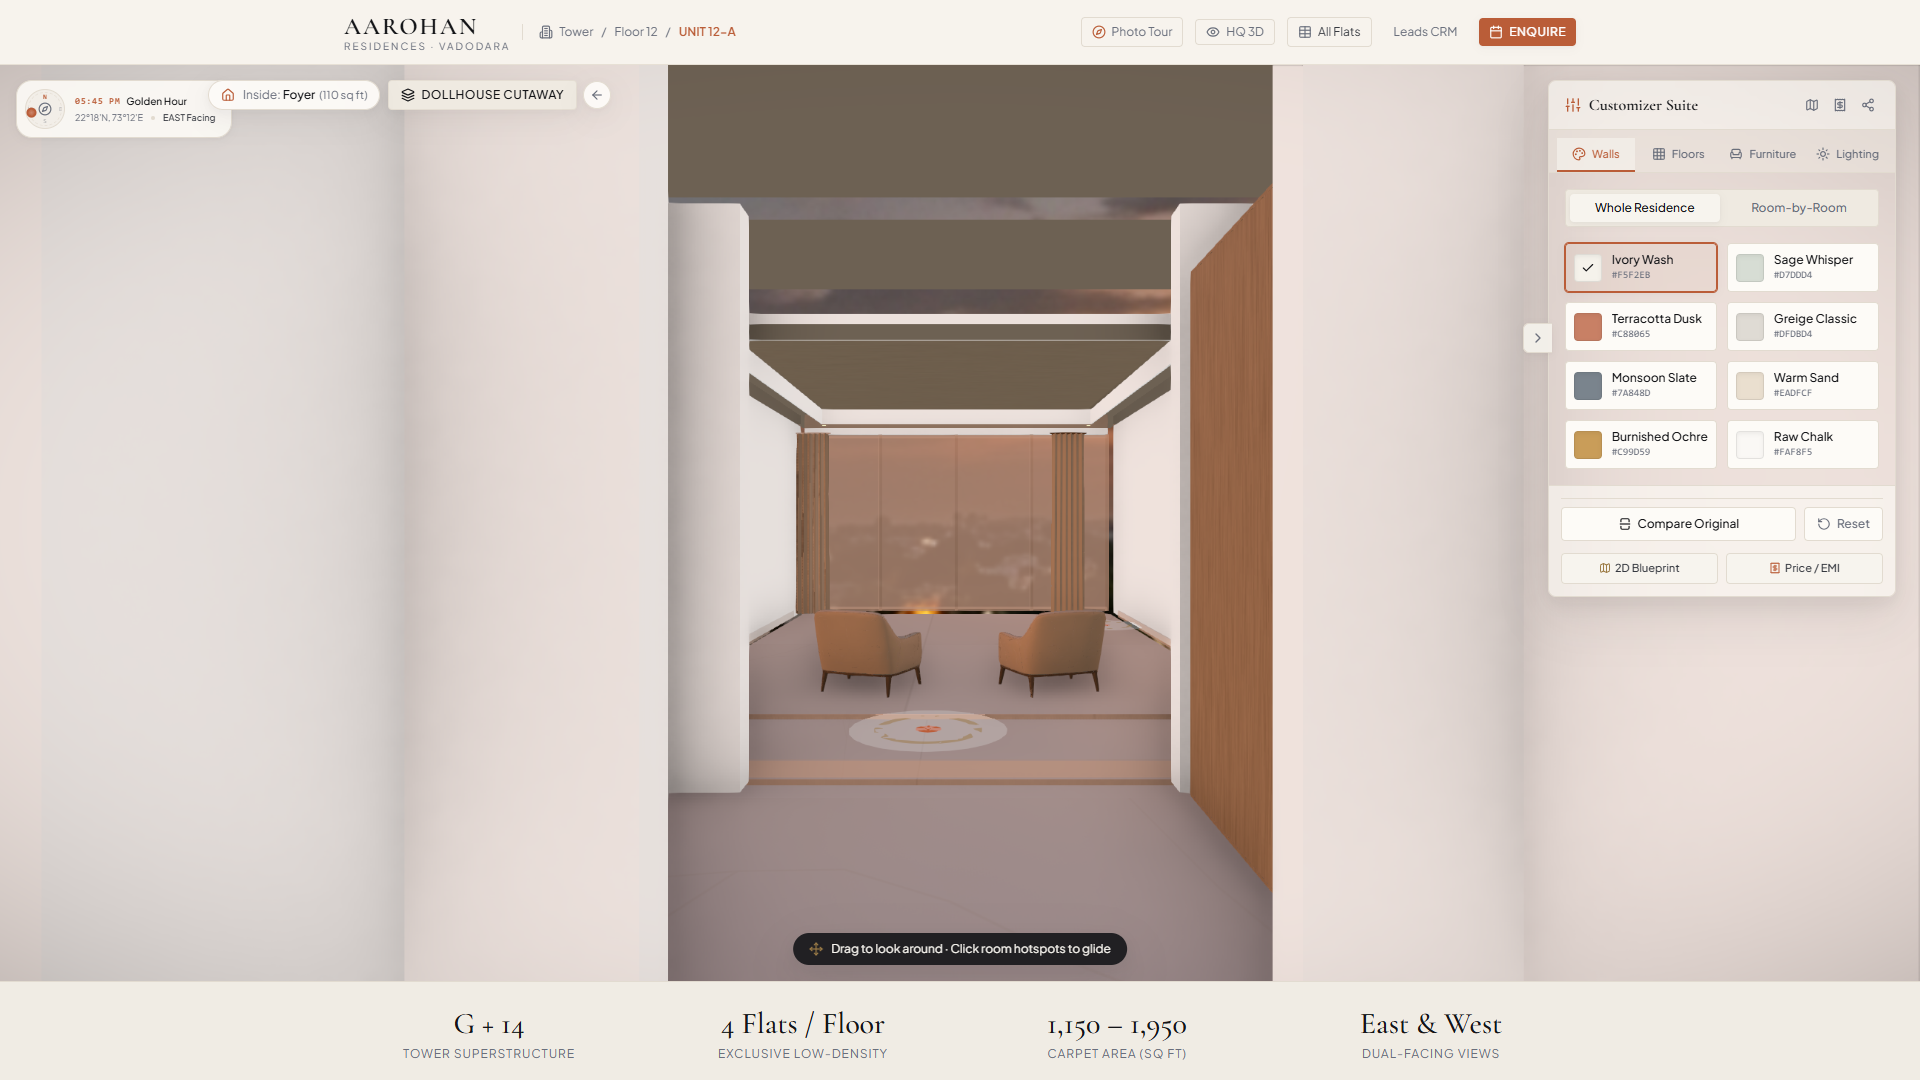 AAROHAN
RESIDENCES · VADODARA
Tower / Floor 12 / UNIT 12-A
Photo Tour
HQ 3D
All Flats
Leads CRM
ENQUIRE
N
05:45 PM Golden Hour
22°18'N, 73°12'E EAST Facing
Inside: Foyer (110 sq ft)
DOLLHOUSE CUTAWAY
Customizer Suite
Walls
Floors
Furniture
Lighting
Whole Residence
Room-by-Room
Ivory Wash
#F5F2EB
Sage Whisper
#D7DDD4
Terracotta Dusk
#C88065
Greige Classic
#DFDBD4
Monsoon Slate
#7A848D
Warm Sand
#EADFCF
Burnished Ochre
#C99D59
Raw Chalk
#FAF8F5
Compare Original
Reset
2D Blueprint
Price / EMI
Drag to look around · Click room hotspots to glide
G + 14
TOWER SUPERSTRUCTURE
4 Flats / Floor
EXCLUSIVE LOW-DENSITY
1,150 – 1,950
CARPET AREA (SQ FT)
East & West
DUAL-FACING VIEWS